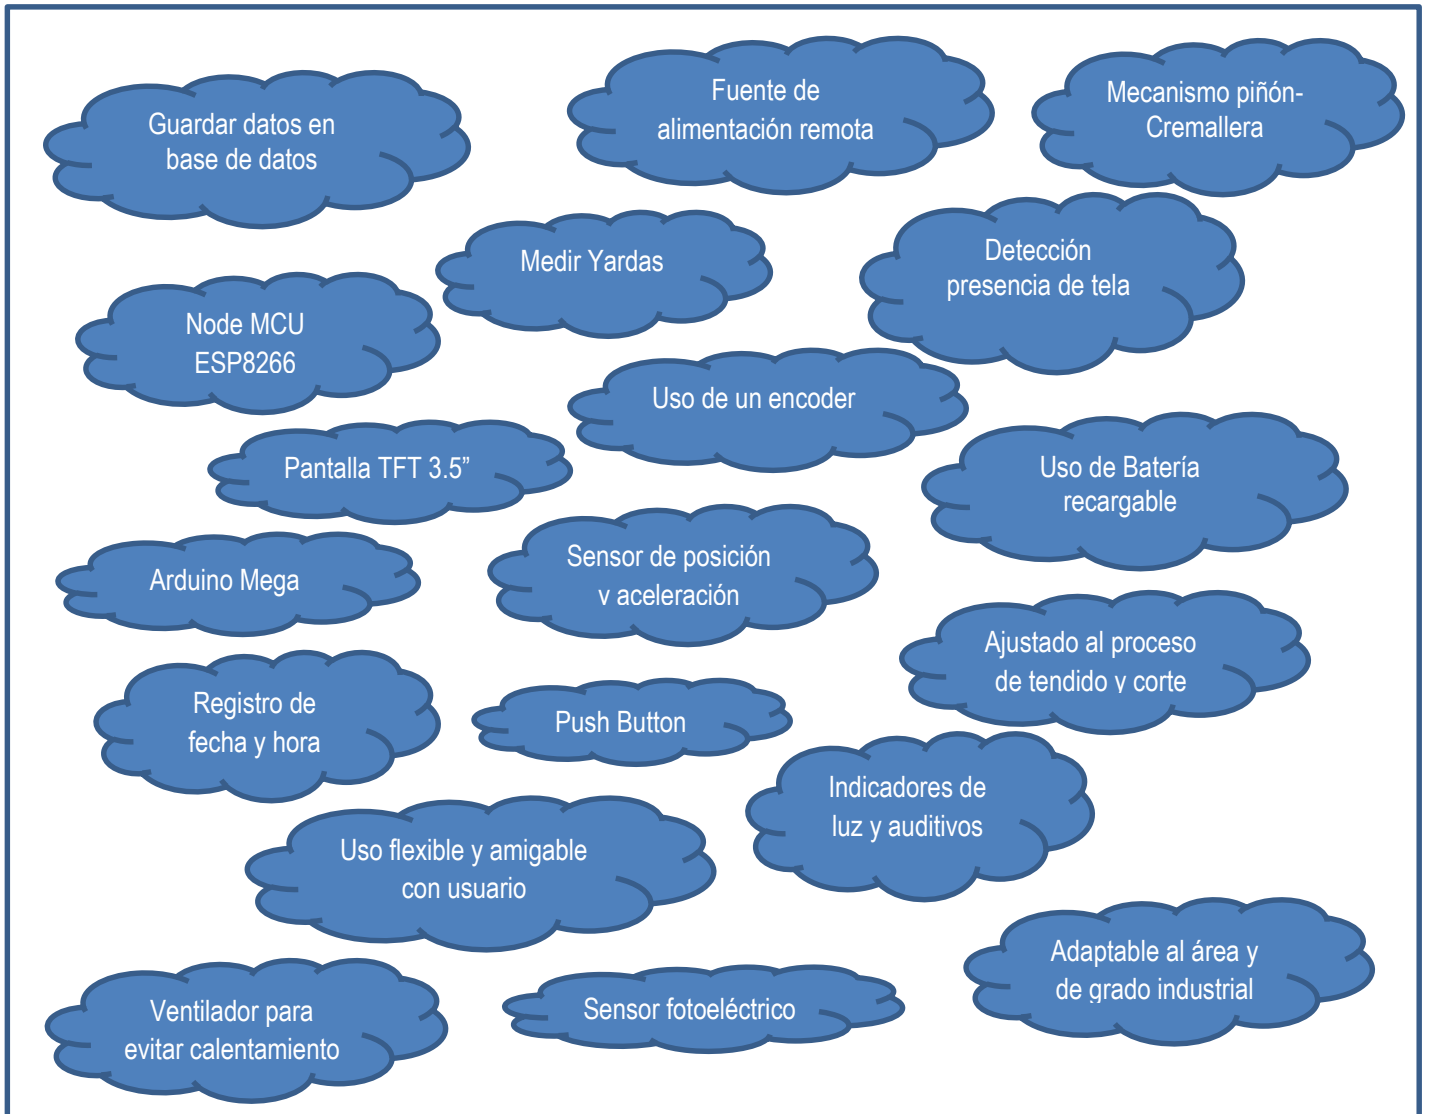 Guardar datos en
base de datos
Fuente de
alimentación remota
Mecanismo piñón-
Cremallera
Medir Yardas
Detección
presencia de tela
Node MCU
ESP8266
Uso de un encoder
Pantalla TFT 3.5”
Uso de Batería
recargable
Arduino Mega
Sensor de posición
y aceleración
Ajustado al proceso
de tendido y corte
Registro de
fecha y hora
Push Button
Indicadores de
luz y auditivos
Uso flexible y amigable
con usuario
Adaptable al área y
de grado industrial
Ventilador para
evitar calentamiento
Sensor fotoeléctrico